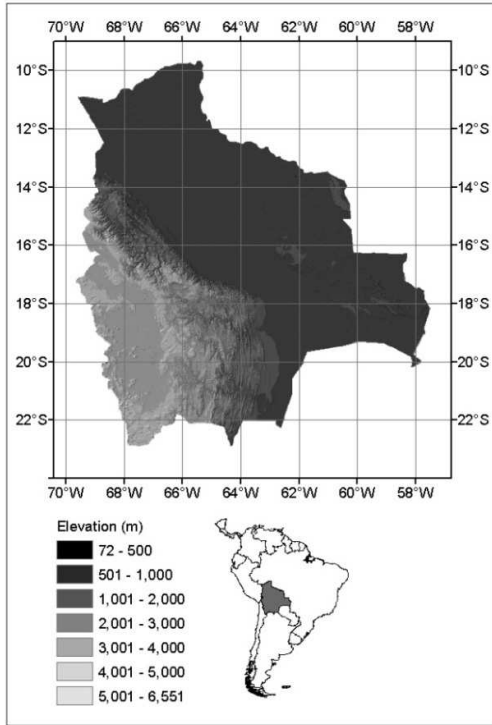 70°W 68°W 66°W 64°W 62°W 60°W 58°W
10°S 10°S
12°S 12°S
14°S 14°S
16°S 16°S
18°S 18°S
20°S 20°S
22°S 22°S
70°W 68°W 66°W 64°W 62°W 60°W 58°W
Elevation (m)
72 - 500
501 - 1,000
1,001 - 2,000
2,001 - 3,000
3,001 - 4,000
4,001 - 5,000
5,001 - 6,551